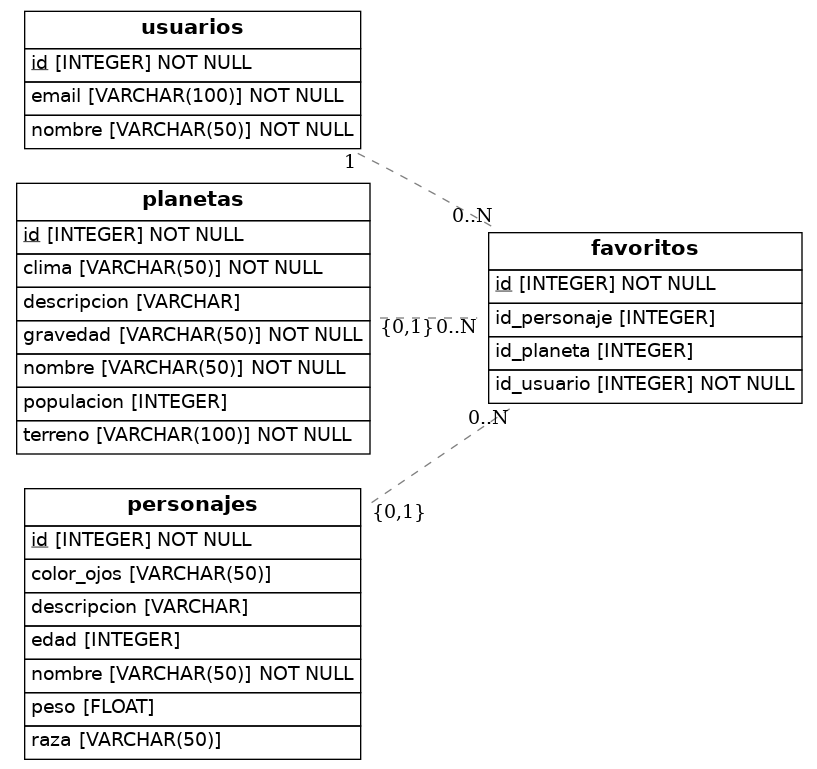 usuarios
id [INTEGER] NOT NULL
email [VARCHAR(100)] NOT NULL
nombre [VARCHAR(50)] NOT NULL
1
0..N
planetas
id [INTEGER] NOT NULL
clima [VARCHAR(50)] NOT NULL
descripcion [VARCHAR]
gravedad [VARCHAR(50)] NOT NULL
nombre [VARCHAR(50)] NOT NULL
populacion [INTEGER]
terreno [VARCHAR(100)] NOT NULL
{0,1}
0..N
favoritos
id [INTEGER] NOT NULL
id_personaje [INTEGER]
id_planeta [INTEGER]
id_usuario [INTEGER] NOT NULL
0..N
{0,1}
personajes
id [INTEGER] NOT NULL
color_ojos [VARCHAR(50)]
descripcion [VARCHAR]
edad [INTEGER]
nombre [VARCHAR(50)] NOT NULL
peso [FLOAT]
raza [VARCHAR(50)]